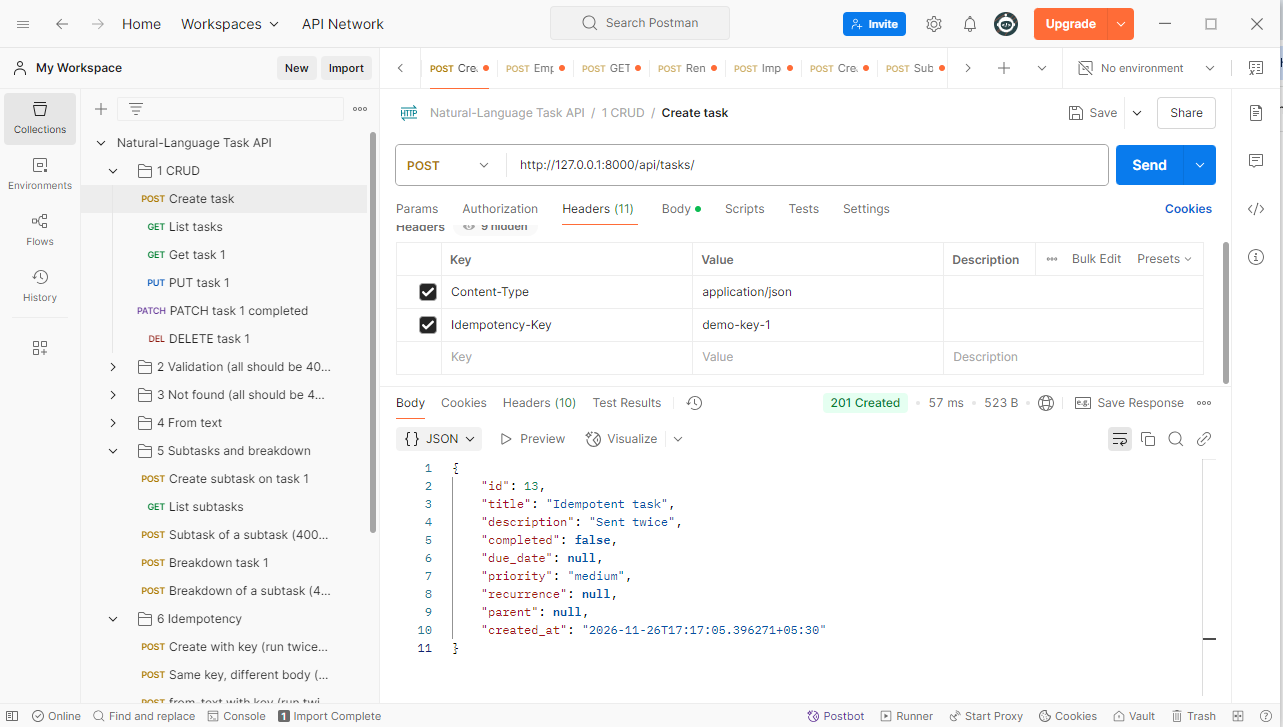 Home Workspaces API Network Search Postman Invite Upgrade
My Workspace New Import
POST Cre. POST Emp POST GET POST Ren POST Imp POST Cre. POST Sub No environment
Collections
Environments
Flows
History
Natural-Language Task API
1 CRUD
POST Create task
GET List tasks
GET Get task 1
PUT PUT task 1
PATCH PATCH task 1 completed
DEL DELETE task 1
2 Validation (all should be 40...
3 Not found (all should be 4...
4 From text
5 Subtasks and breakdown
POST Create subtask on task 1
GET List subtasks
POST Subtask of a subtask (400...
POST Breakdown task 1
POST Breakdown of a subtask (4...
6 Idempotency
POST Create with key (run twice...
POST Same key, different body (...
POST from-text with key (run twi...
HTTP Natural-Language Task API / 1 CRUD / Create task Save Share
POST http://127.0.0.1:8000/api/tasks/ Send
Params Authorization Headers (11) Body Scripts Tests Settings Cookies
Headers 9 hidden
Key Value Description Bulk Edit Presets
Content-Type application/json
Idempotency-Key demo-key-1
Key Value Description
Body Cookies Headers (10) Test Results 201 Created • 57 ms • 523 B • e.g. Save Response
{} JSON Preview Visualize
1 {
2 "id": 13,
3 "title": "Idempotent task",
4 "description": "Sent twice",
5 "completed": false,
6 "due_date": null,
7 "priority": "medium",
8 "recurrence": null,
9 "parent": null,
10 "created_at": "2026-11-26T17:17:05.396271+05:30"
11 }
Online Find and replace Console 1 Import Complete Postbot Runner Start Proxy Cookies Vault Trash